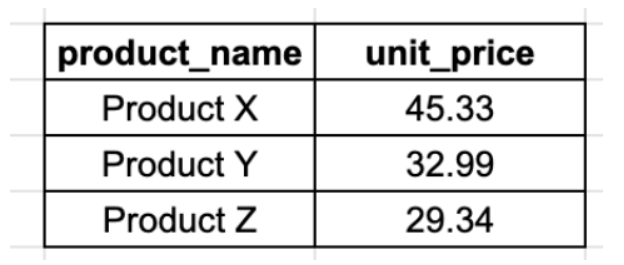 product_name unit_price
Product X 45.33
Product Y 32.99
Product Z 29.34